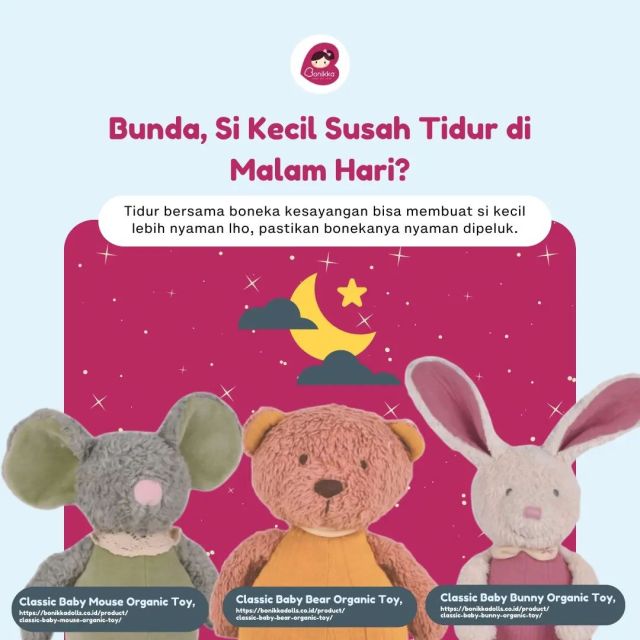 Bonikka
Bunda, Si Kecil Susah Tidur di
Malam Hari?
Tidur bersama boneka kesayangan bisa membuat si kecil
lebih nyaman lho, pastikan bonekanya nyaman dipeluk.
Classic Baby Mouse Organic Toy,
https://bonikkadolls.co.id/product/
classic-baby-mouse-organic-toy/
Classic Baby Bear Organic Toy,
https://bonikkadolls.co.id/product/
classic-baby-bear-organic-toy/
Classic Baby Bunny Organic Toy,
https://bonikkadolls.co.id/product/
classic-baby-bunny-organic-toy/